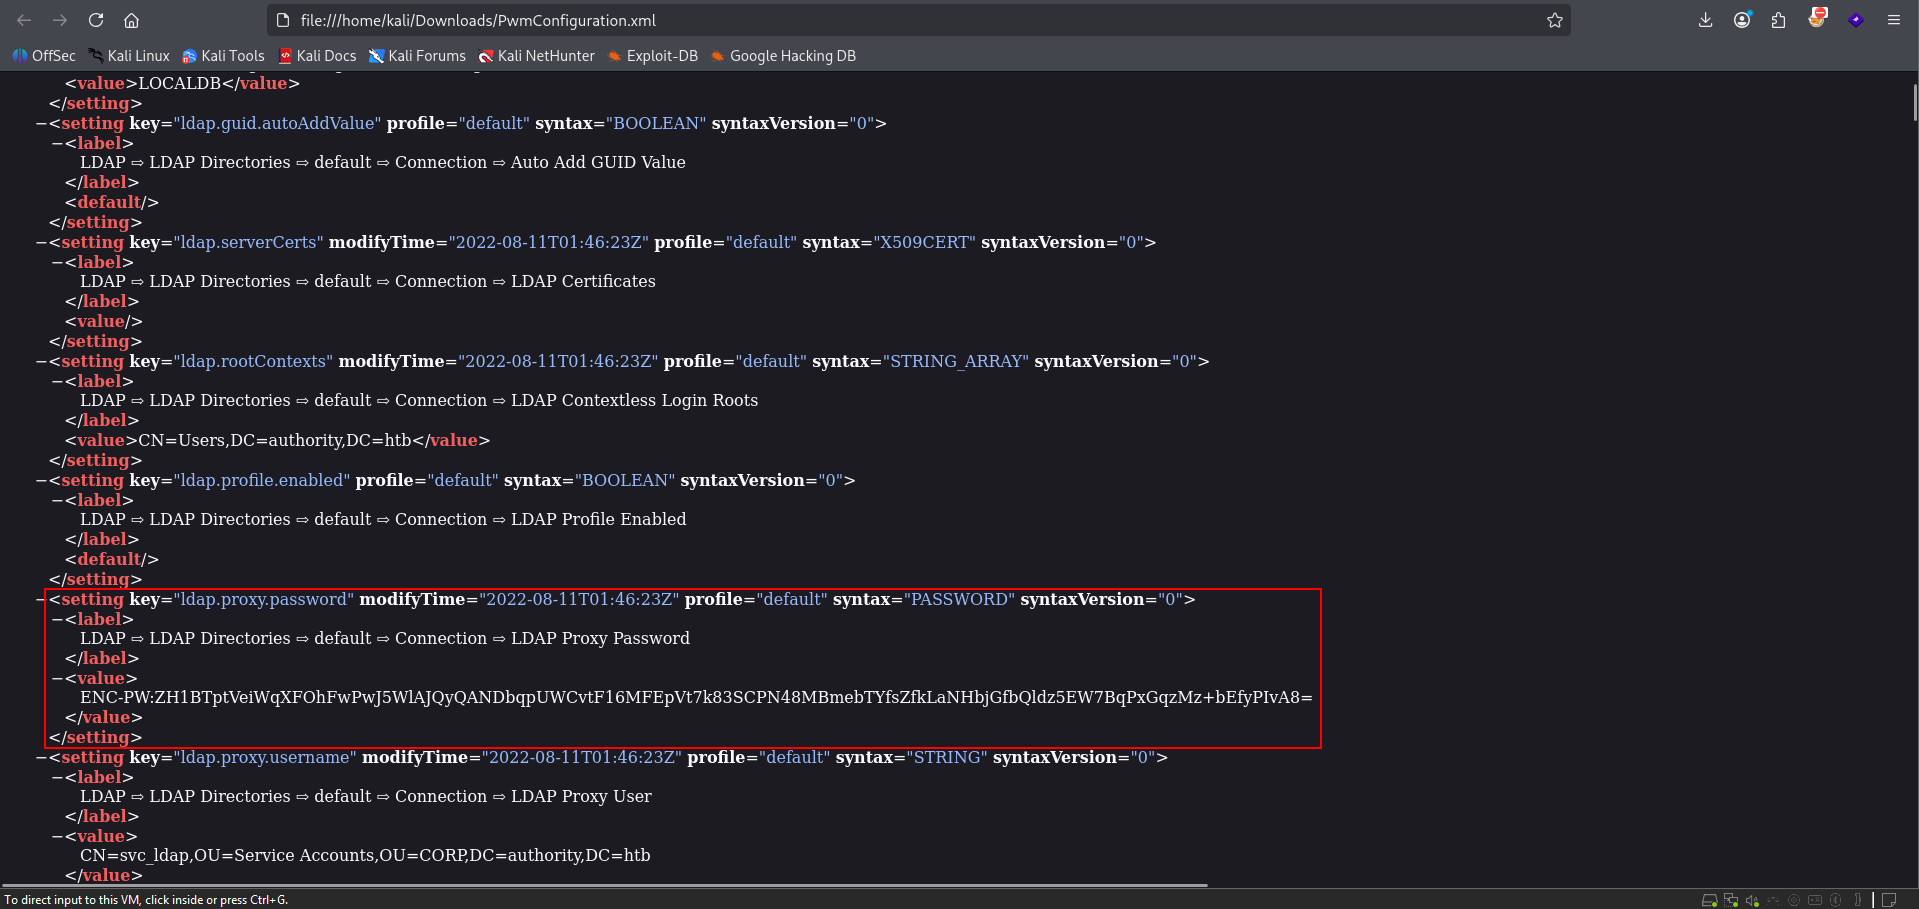 file:///home/kali/Downloads/PwmConfiguration.xml
OffSec Kali Linux Kali Tools Kali Docs Kali Forums Kali NetHunter Exploit-DB Google Hacking DB
<value>LOCALDB</value>
</setting>
−<setting key="ldap.guid.autoAddValue" profile="default" syntax="BOOLEAN" syntaxVersion="0">
−<label>
LDAP ⇨ LDAP Directories ⇨ default ⇨ Connection ⇨ Auto Add GUID Value
</label>
<default/>
</setting>
−<setting key="ldap.serverCerts" modifyTime="2022-08-11T01:46:23Z" profile="default" syntax="X509CERT" syntaxVersion="0">
−<label>
LDAP ⇨ LDAP Directories ⇨ default ⇨ Connection ⇨ LDAP Certificates
</label>
<value/>
</setting>
−<setting key="ldap.rootContexts" modifyTime="2022-08-11T01:46:23Z" profile="default" syntax="STRING_ARRAY" syntaxVersion="0">
−<label>
LDAP ⇨ LDAP Directories ⇨ default ⇨ Connection ⇨ LDAP Contextless Login Roots
</label>
<value>CN=Users,DC=authority,DC=htb</value>
</setting>
−<setting key="ldap.profile.enabled" profile="default" syntax="BOOLEAN" syntaxVersion="0">
−<label>
LDAP ⇨ LDAP Directories ⇨ default ⇨ Connection ⇨ LDAP Profile Enabled
</label>
<default/>
</setting>
−<setting key="ldap.proxy.password" modifyTime="2022-08-11T01:46:23Z" profile="default" syntax="PASSWORD" syntaxVersion="0">
−<label>
LDAP ⇨ LDAP Directories ⇨ default ⇨ Connection ⇨ LDAP Proxy Password
</label>
−<value>
ENC-PW:ZH1BTptVeiWqXFOhFwPwJ5WlAJQyQANDbqpUWCvtF16MFEpVt7k83SCPN48MBmebTYfsZfkLaNHbjGfbQldz5EW7BqPxGqzMz+bEfyPIvA8=
</value>
</setting>
−<setting key="ldap.proxy.username" modifyTime="2022-08-11T01:46:23Z" profile="default" syntax="STRING" syntaxVersion="0">
−<label>
LDAP ⇨ LDAP Directories ⇨ default ⇨ Connection ⇨ LDAP Proxy User
</label>
−<value>
CN=svc_ldap,OU=Service Accounts,OU=CORP,DC=authority,DC=htb
</value>
To direct input to this VM, click inside or press Ctrl+G.